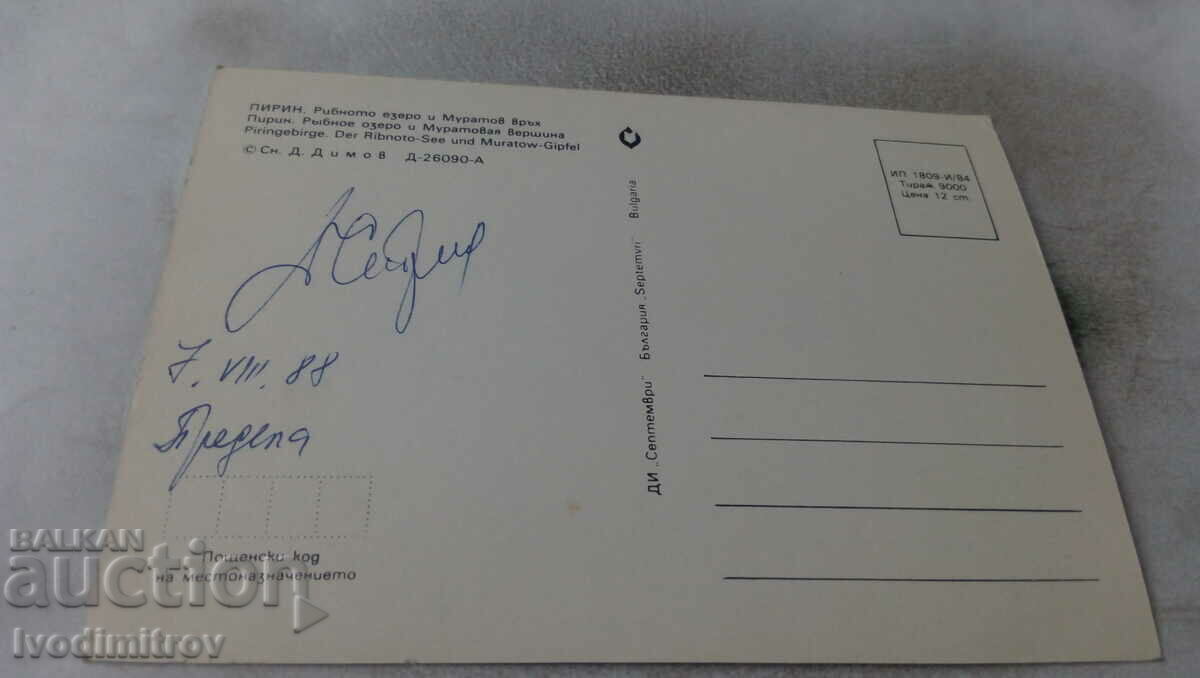 ПИРИН. Рибното езеро и Муратов връх
Пирин. Рыбное озеро и Муратовая вершина
Piringebirge. Der Ribnoto-See und Muratow-Gipfel
© Сн. Д. Димов Д-26090-А
7. VIII. 88
Предела
Пощенски код
на местоназначението
ДИ „Септември" България „Septemvri" Bulgaria
ИП 1809-И/84
Тираж 9000
Цена 12 ст.
BALKAN
auction
Ivodimitrov